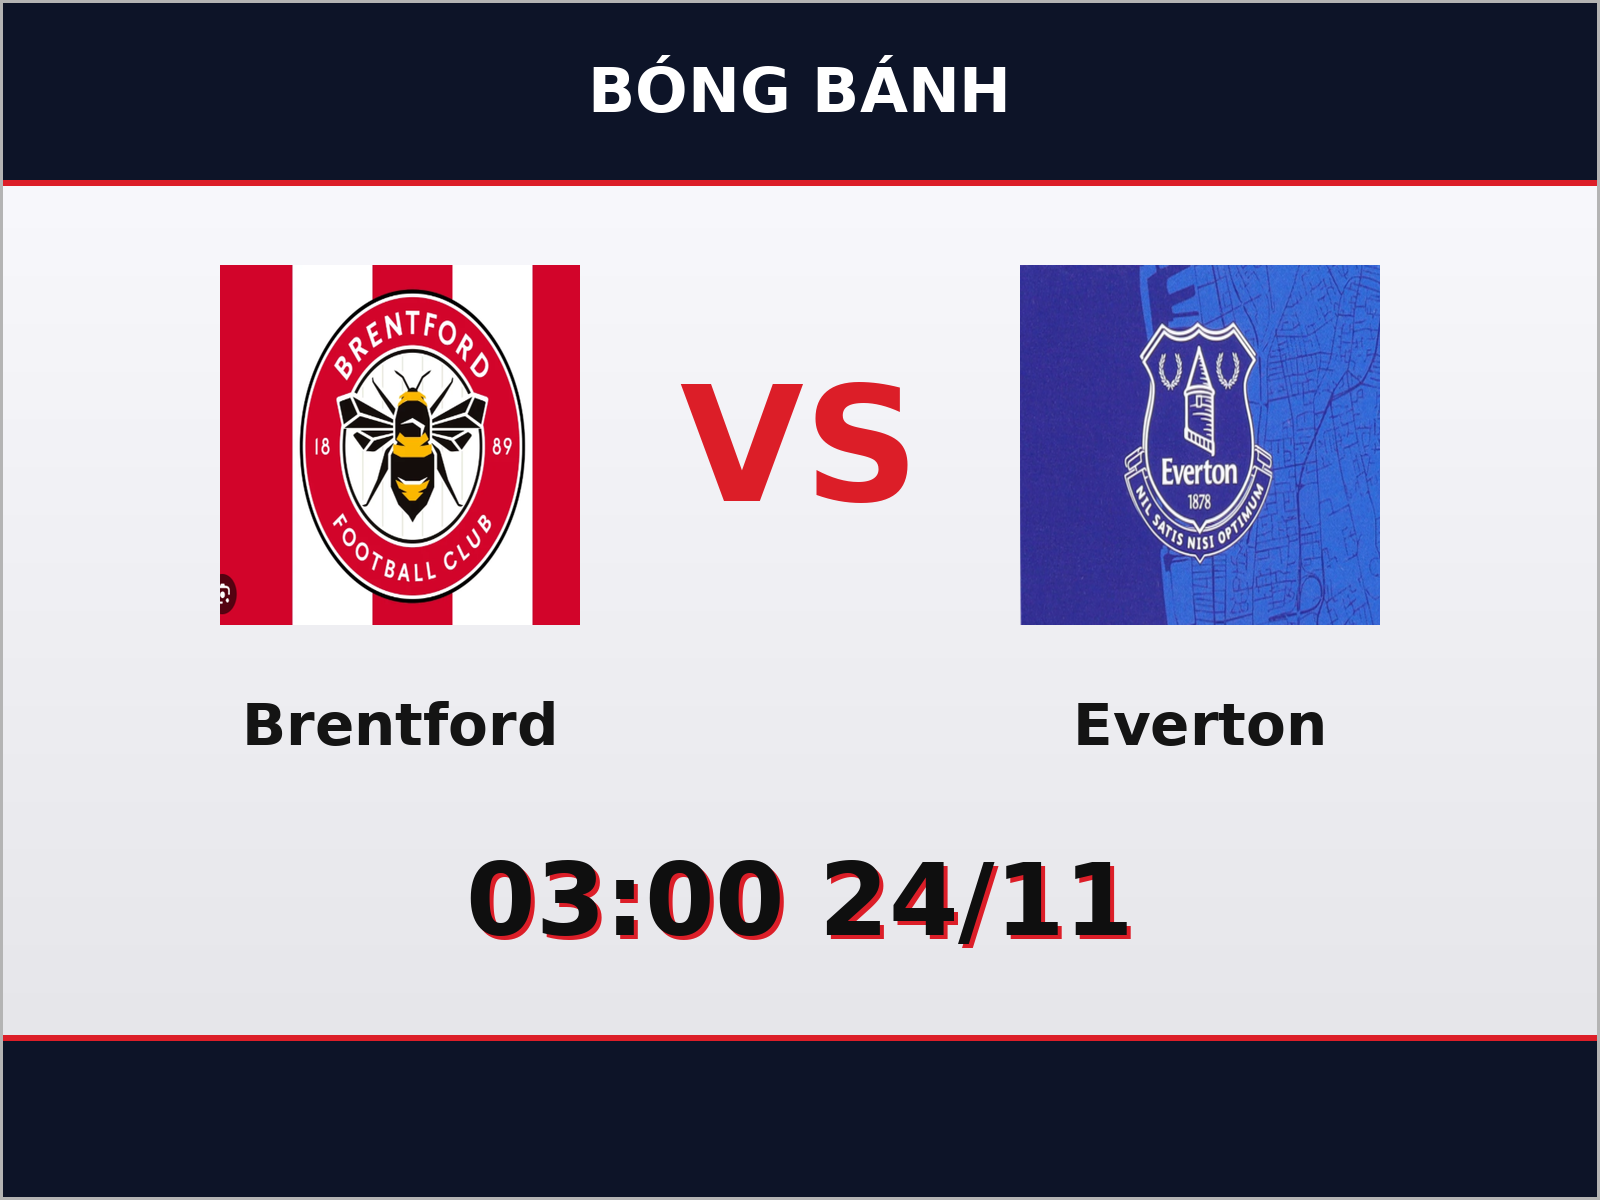 BÓNG BÁNH
BRENTFORD
18 89
FOOTBALL CLUB
VS
Everton
1878
NIL SATIS NISI OPTIMUM
Brentford
Everton
03:00 24/11